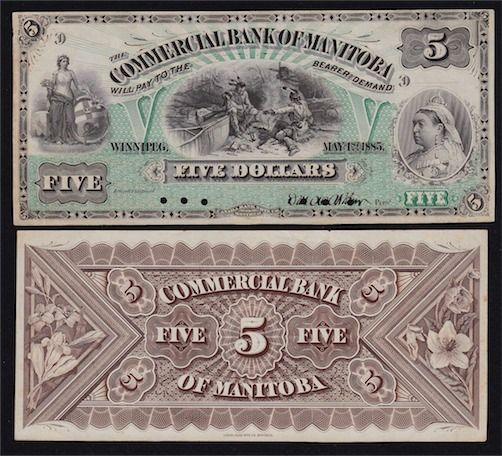 5
5
THE
COMMERCIAL BANK OF MANITOBA
WILL PAY TO THE BEARER ON DEMAND
WINNIPEG, MAY 1ST 1885.
FIVE DOLLARS
FIVE
FIVE
5
5
5
COMMERCIAL BANK
FIVE 5 FIVE
OF MANITOBA
5
5